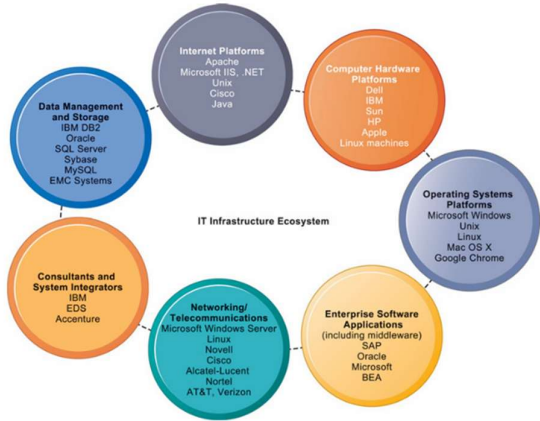 Internet Platforms
Apache
Microsoft IIS, .NET
Unix
Cisco
Java
Computer Hardware
Platforms
Dell
IBM
Sun
HP
Apple
Linux machines
Data Management
and Storage
IBM DB2
Oracle
SQL Server
Sybase
MySQL
EMC Systems
Operating Systems
Platforms
Microsoft Windows
Unix
Linux
Mac OS X
Google Chrome
IT Infrastructure Ecosystem
Consultants and
System Integrators
IBM
EDS
Accenture
Networking/
Telecommunications
Microsoft Windows Server
Linux
Novell
Cisco
Alcatel-Lucent
Nortel
AT&T, Verizon
Enterprise Software
Applications
(including middleware)
SAP
Oracle
Microsoft
BEA